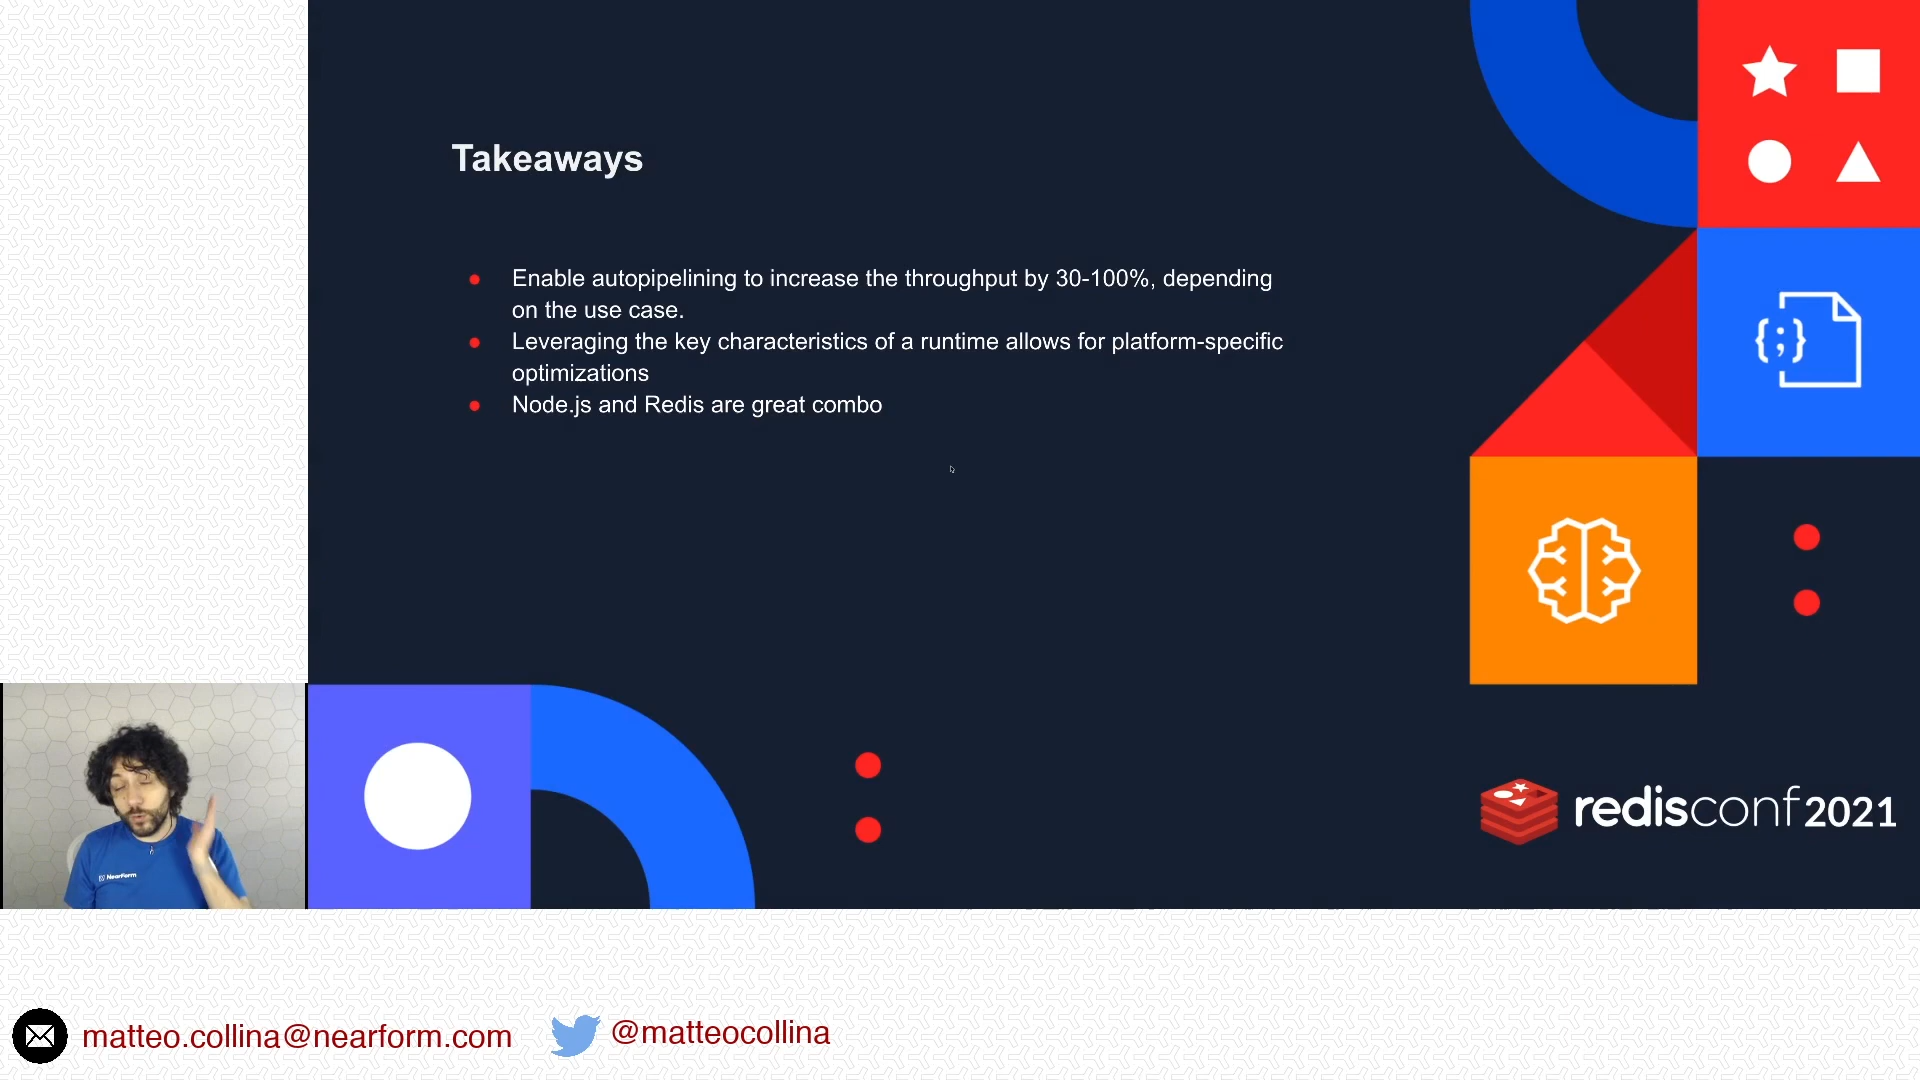 Takeaways
Enable autopipelining to increase the throughput by 30-100%, depending
on the use case.
Leveraging the key characteristics of a runtime allows for platform-specific
optimizations
Node.js and Redis are great combo
{;}
NearForm
redisconf2021
matteo.collina@nearform.com
@matteocollina